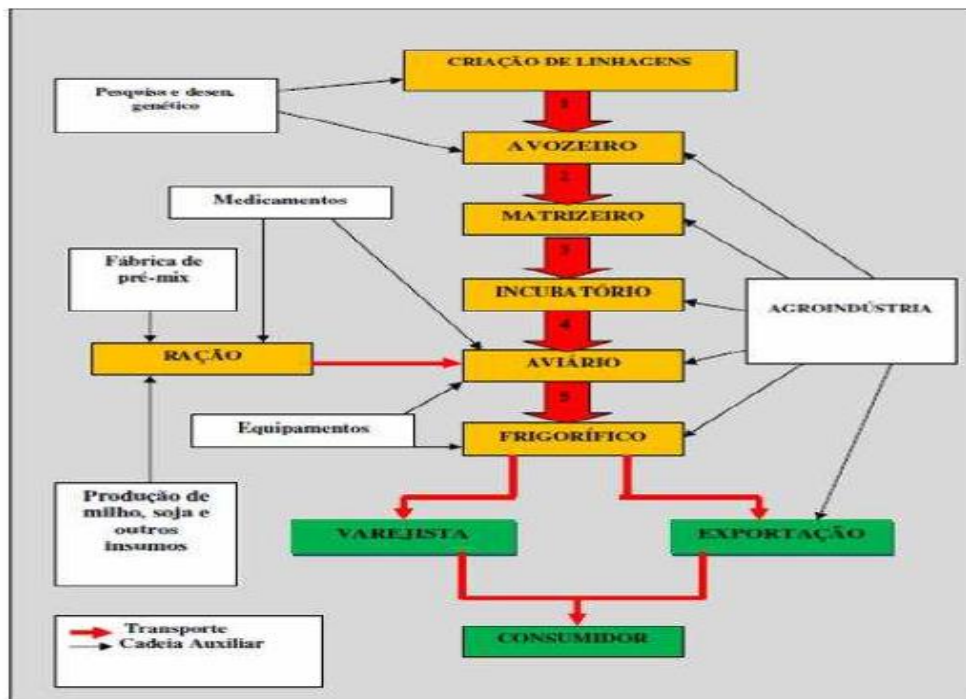 CRIAÇÃO DE LINHAGENS
Pesquisa e desen.
genético
1
AVOZEIRO
2
Medicamentos
MATRIZEIRO
3
Fábrica de
pré-mix
INCUBATÓRIO
AGROINDÚSTRIA
4
RAÇÃO
AVIÁRIO
5
Equipamentos
FRIGORÍFICO
Produção de
milho, soja e
outros
insumos
VAREJISTA
EXPORTAÇÃO
Transporte
Cadeia Auxiliar
CONSUMIDOR